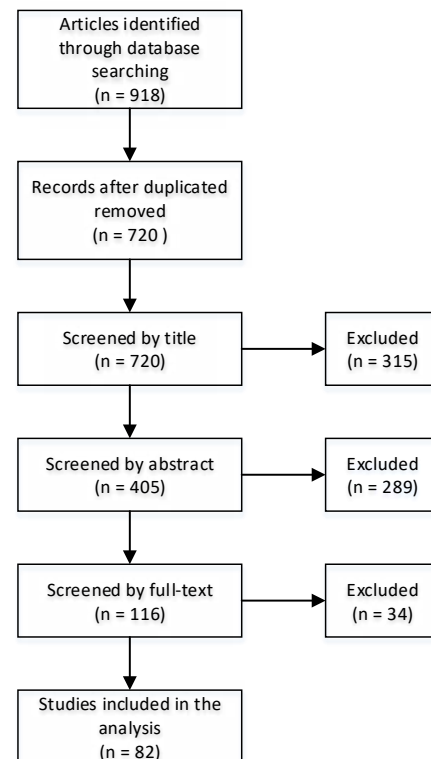 Articles identified
through database
searching
(n = 918)
Records after duplicated
removed
(n = 720 )
Screened by title
(n = 720)
Excluded
(n = 315)
Screened by abstract
(n = 405)
Excluded
(n = 289)
Screened by full-text
(n = 116)
Excluded
(n = 34)
Studies included in the
analysis
(n = 82)